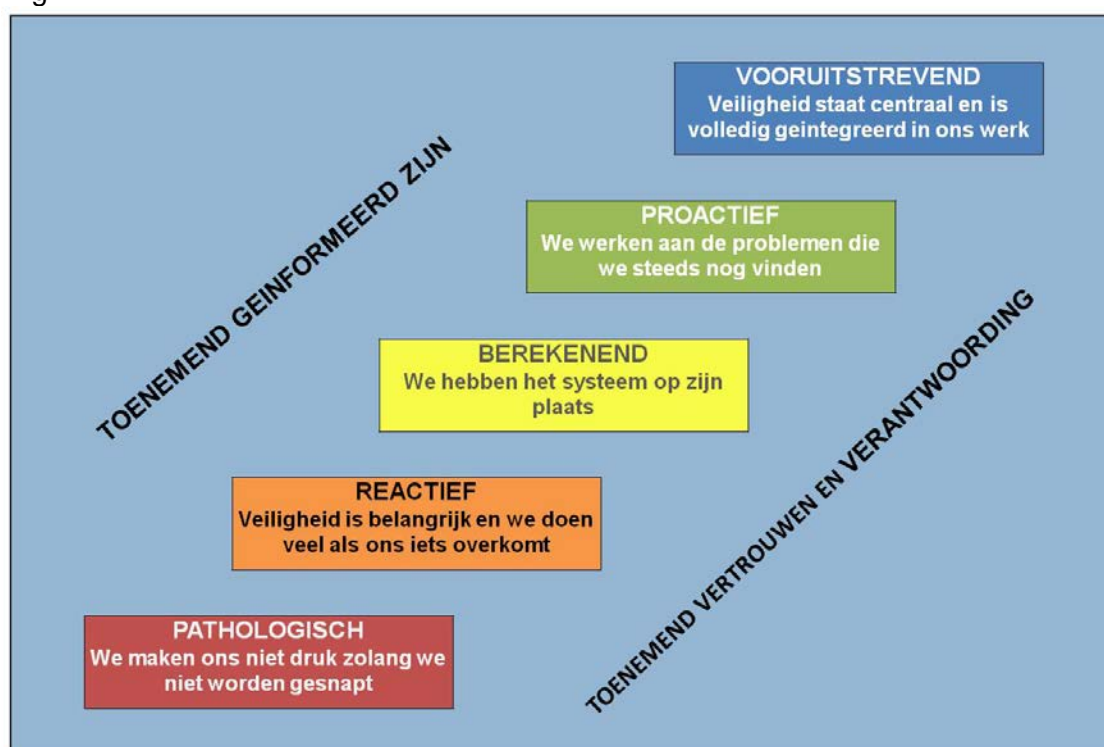 VOORUITSTREVEND
Veiligheid staat centraal en is
volledig geintegreerd in ons werk
TOENEMEND GEINFORMEERD ZIJN
PROACTIEF
We werken aan de problemen die
we steeds nog vinden
BEREKENEND
We hebben het systeem op zijn
plaats
TOENEMEND VERTROUWEN EN VERANTWOORDING
REACTIEF
Veiligheid is belangrijk en we doen
veel als ons iets overkomt
PATHOLOGISCH
We maken ons niet druk zolang we
niet worden gesnapt